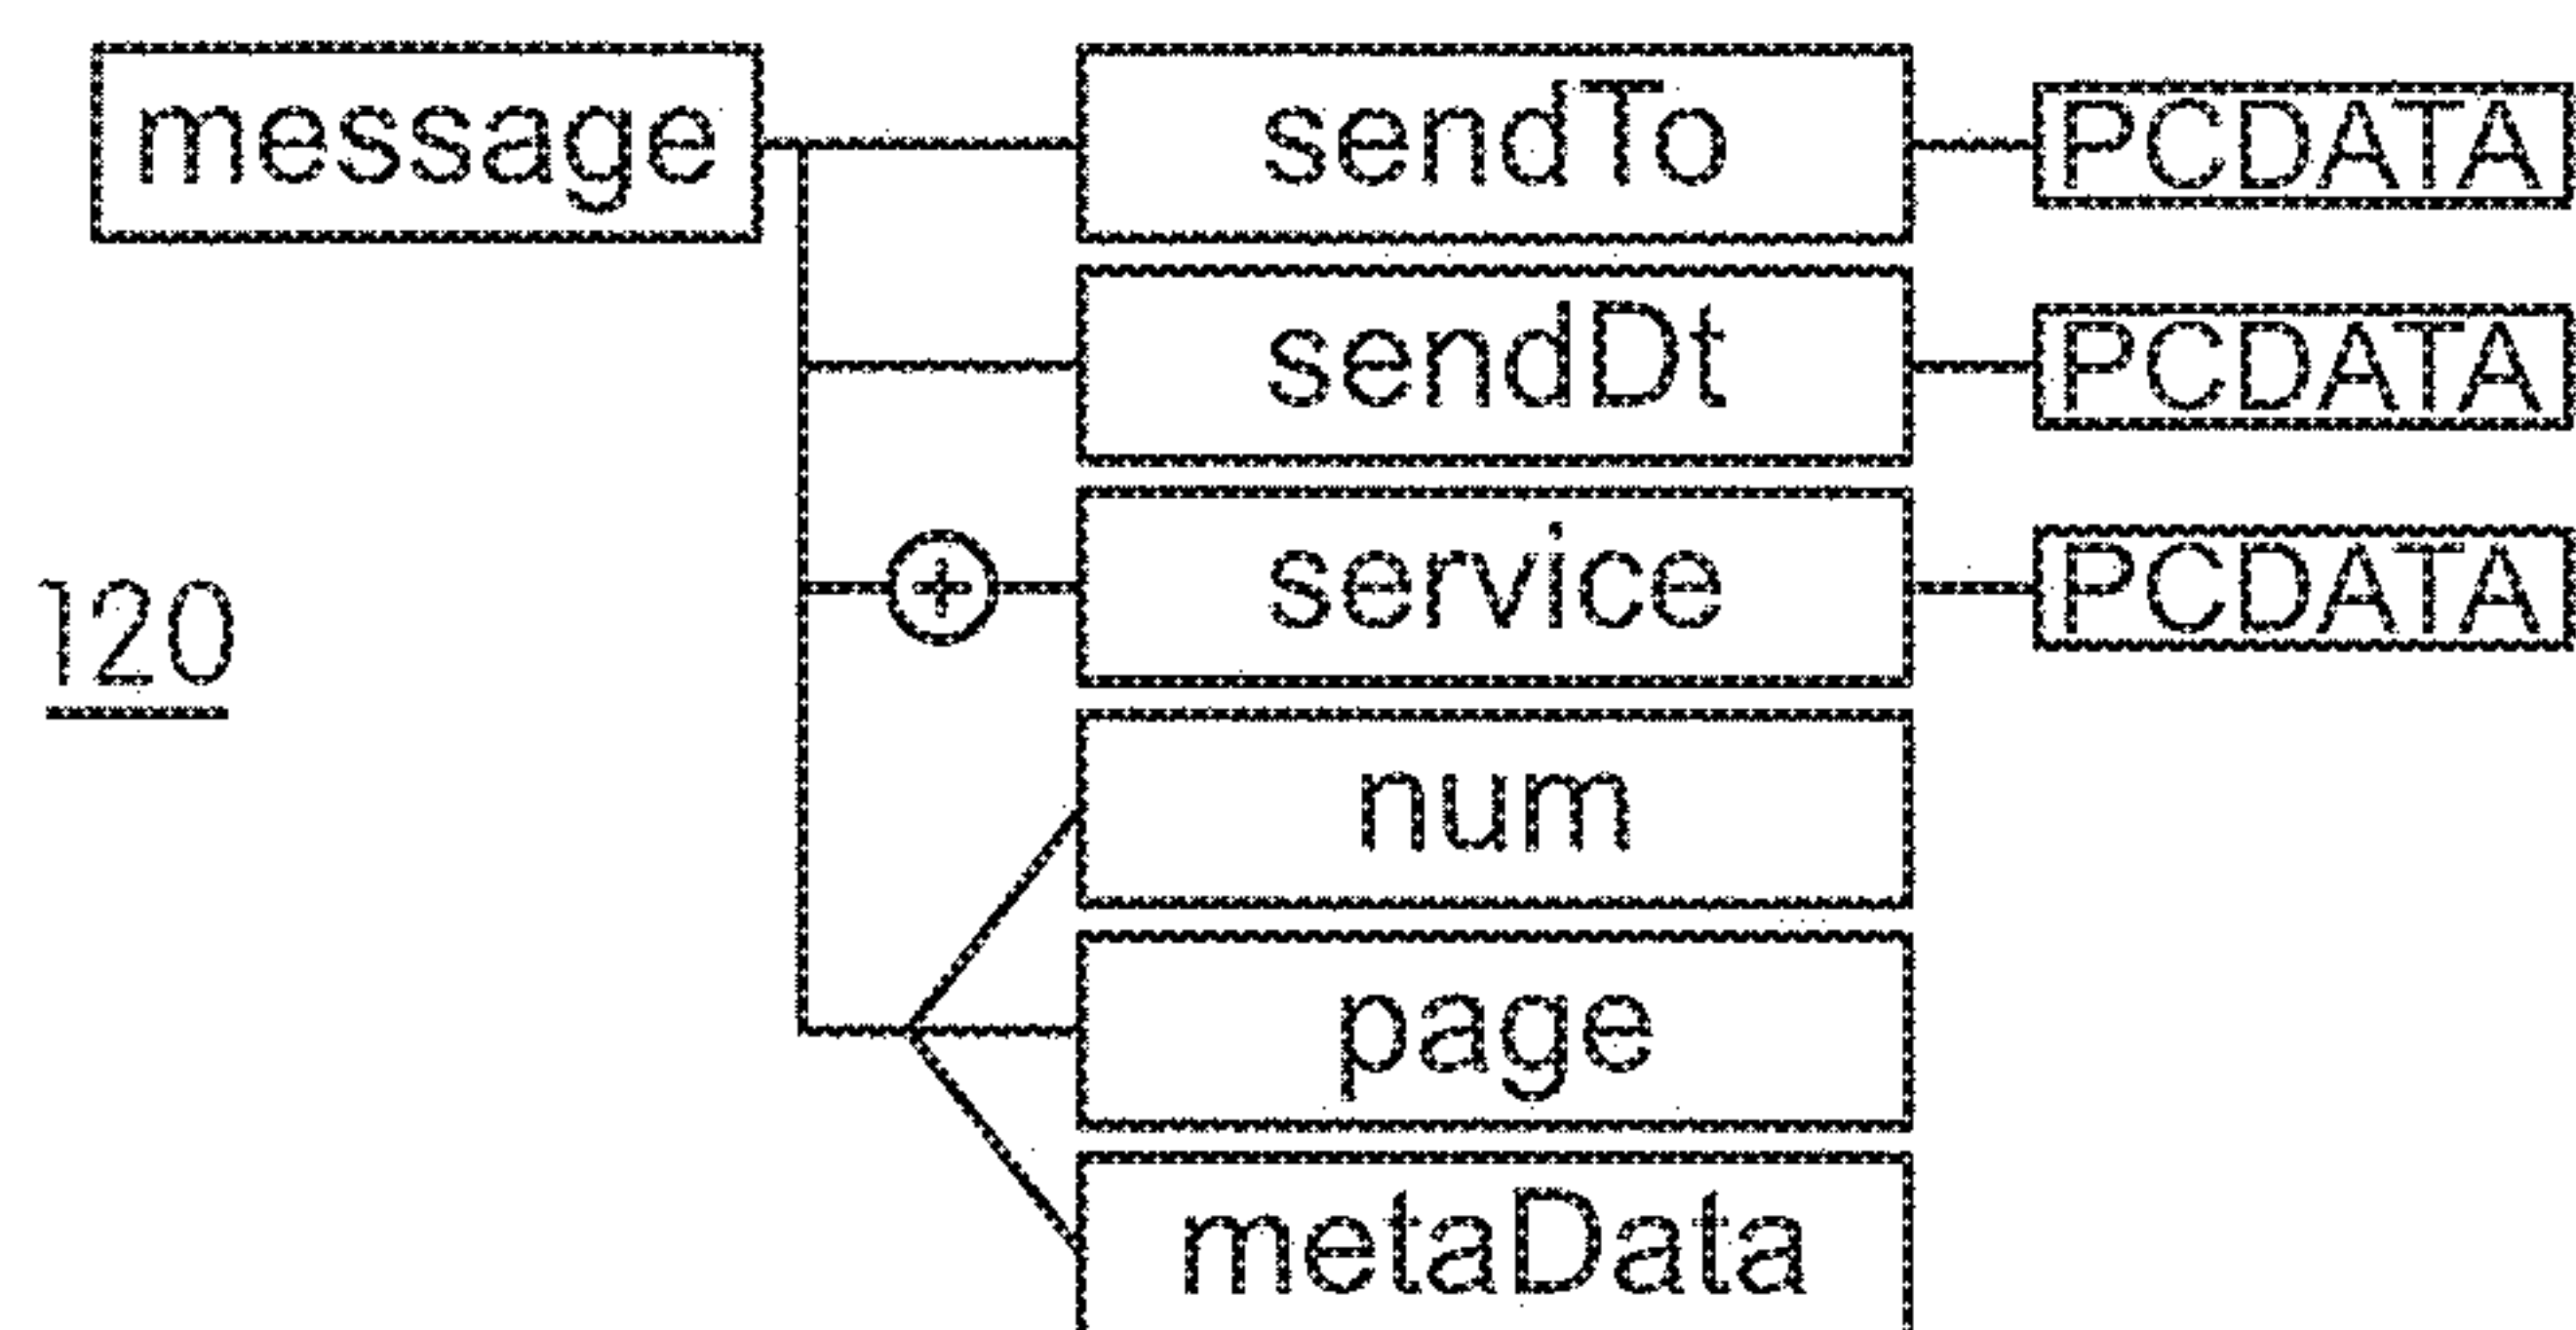 message
sendTo
PCDATA
sendDt
PCDATA
+
service
PCDATA
120
num
page
metaData